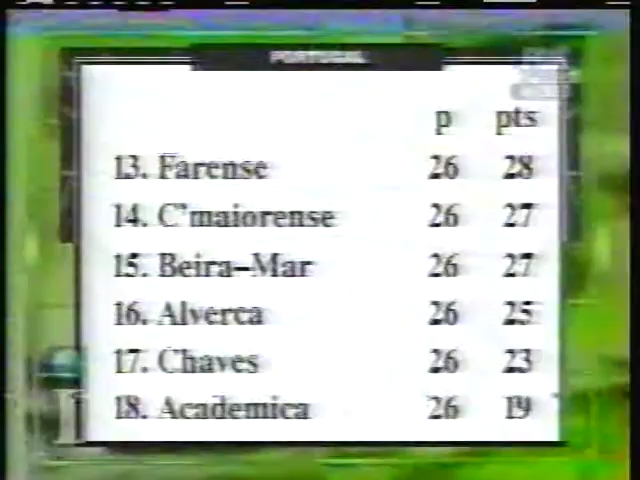 PORTUGAL
p pts
13. Farense 26 28
14. C'maiorense 26 27
15. Beira-Mar 26 27
16. Alverca 26 25
17. Chaves 26 23
18. Academica 26 19